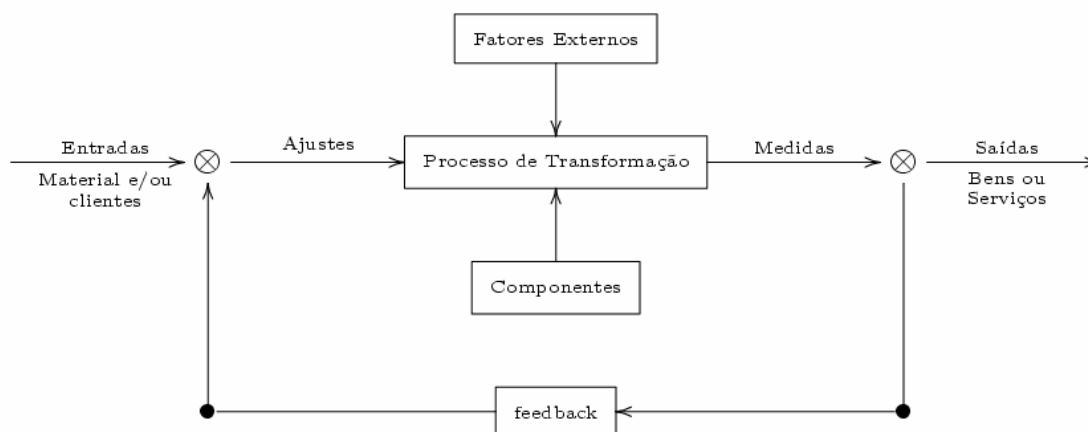 Fatores Externos
Entradas
Material e/ou
clientes
Ajustes
Processo de Transformação
Medidas
Saídas
Bens ou
Serviços
Componentes
feedback